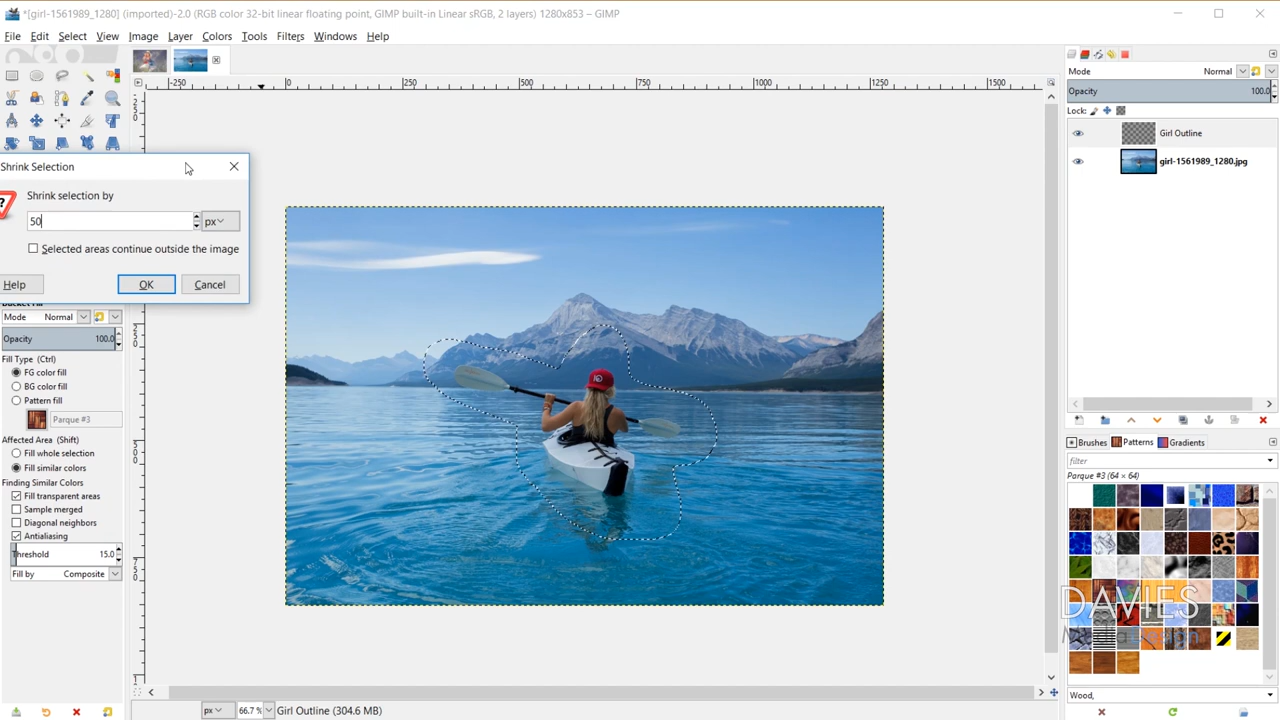 *[girl-1561989_1280] (imported)-2.0 (RGB color 32-bit linear floating point, GIMP built-in Linear sRGB, 2 layers) 1280x853 – GIMP
File Edit Select View Image Layer Colors Tools Filters Windows Help
-250 0 250 500 750 1000 1250 1500
Shrink Selection
Shrink selection by
50 px
Selected areas continue outside the image
Help OK Cancel
Bucket Fill
Mode Normal
Opacity 100.0
Fill Type (Ctrl)
FG color fill
BG color fill
Pattern fill
Parque #3
Affected Area (Shift)
Fill whole selection
Fill similar colors
Finding Similar Colors
Fill transparent areas
Sample merged
Diagonal neighbors
Antialiasing
Threshold 15.0
Fill by Composite
px 66.7 % Girl Outline (304.6 MB)
Mode Normal
Opacity 100.0
Lock:
Girl Outline
girl-1561989_1280.jpg
Brushes Patterns Gradients
filter
Parque #3 (64 × 64)
DAVIES
Wood,